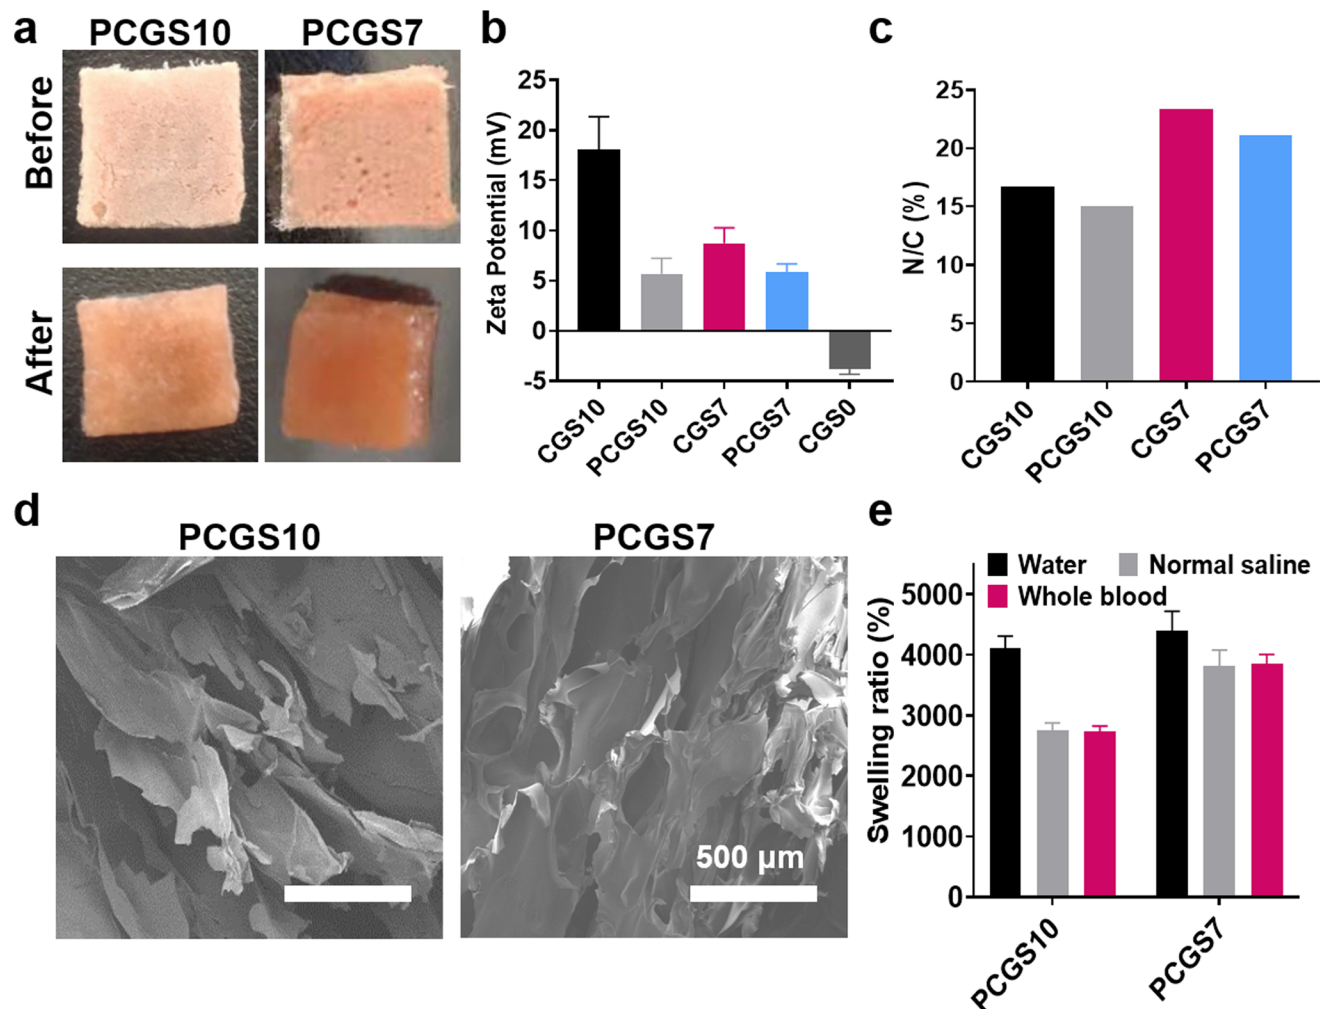 a
PCGS10 PCGS7
Before
After
b
Zeta Potential (mV)
25
20
15
10
5
0
-5
CGS10
PCGS10
CGS7
PCGS7
CGS0
c
N/C (%)
25
20
15
10
5
0
CGS10
PCGS10
CGS7
PCGS7
d
PCGS10
PCGS7
500 µm
e
Water Normal saline
Whole blood
Swelling ratio (%)
5000
4000
3000
2000
1000
0
PCGS10
PCGS7